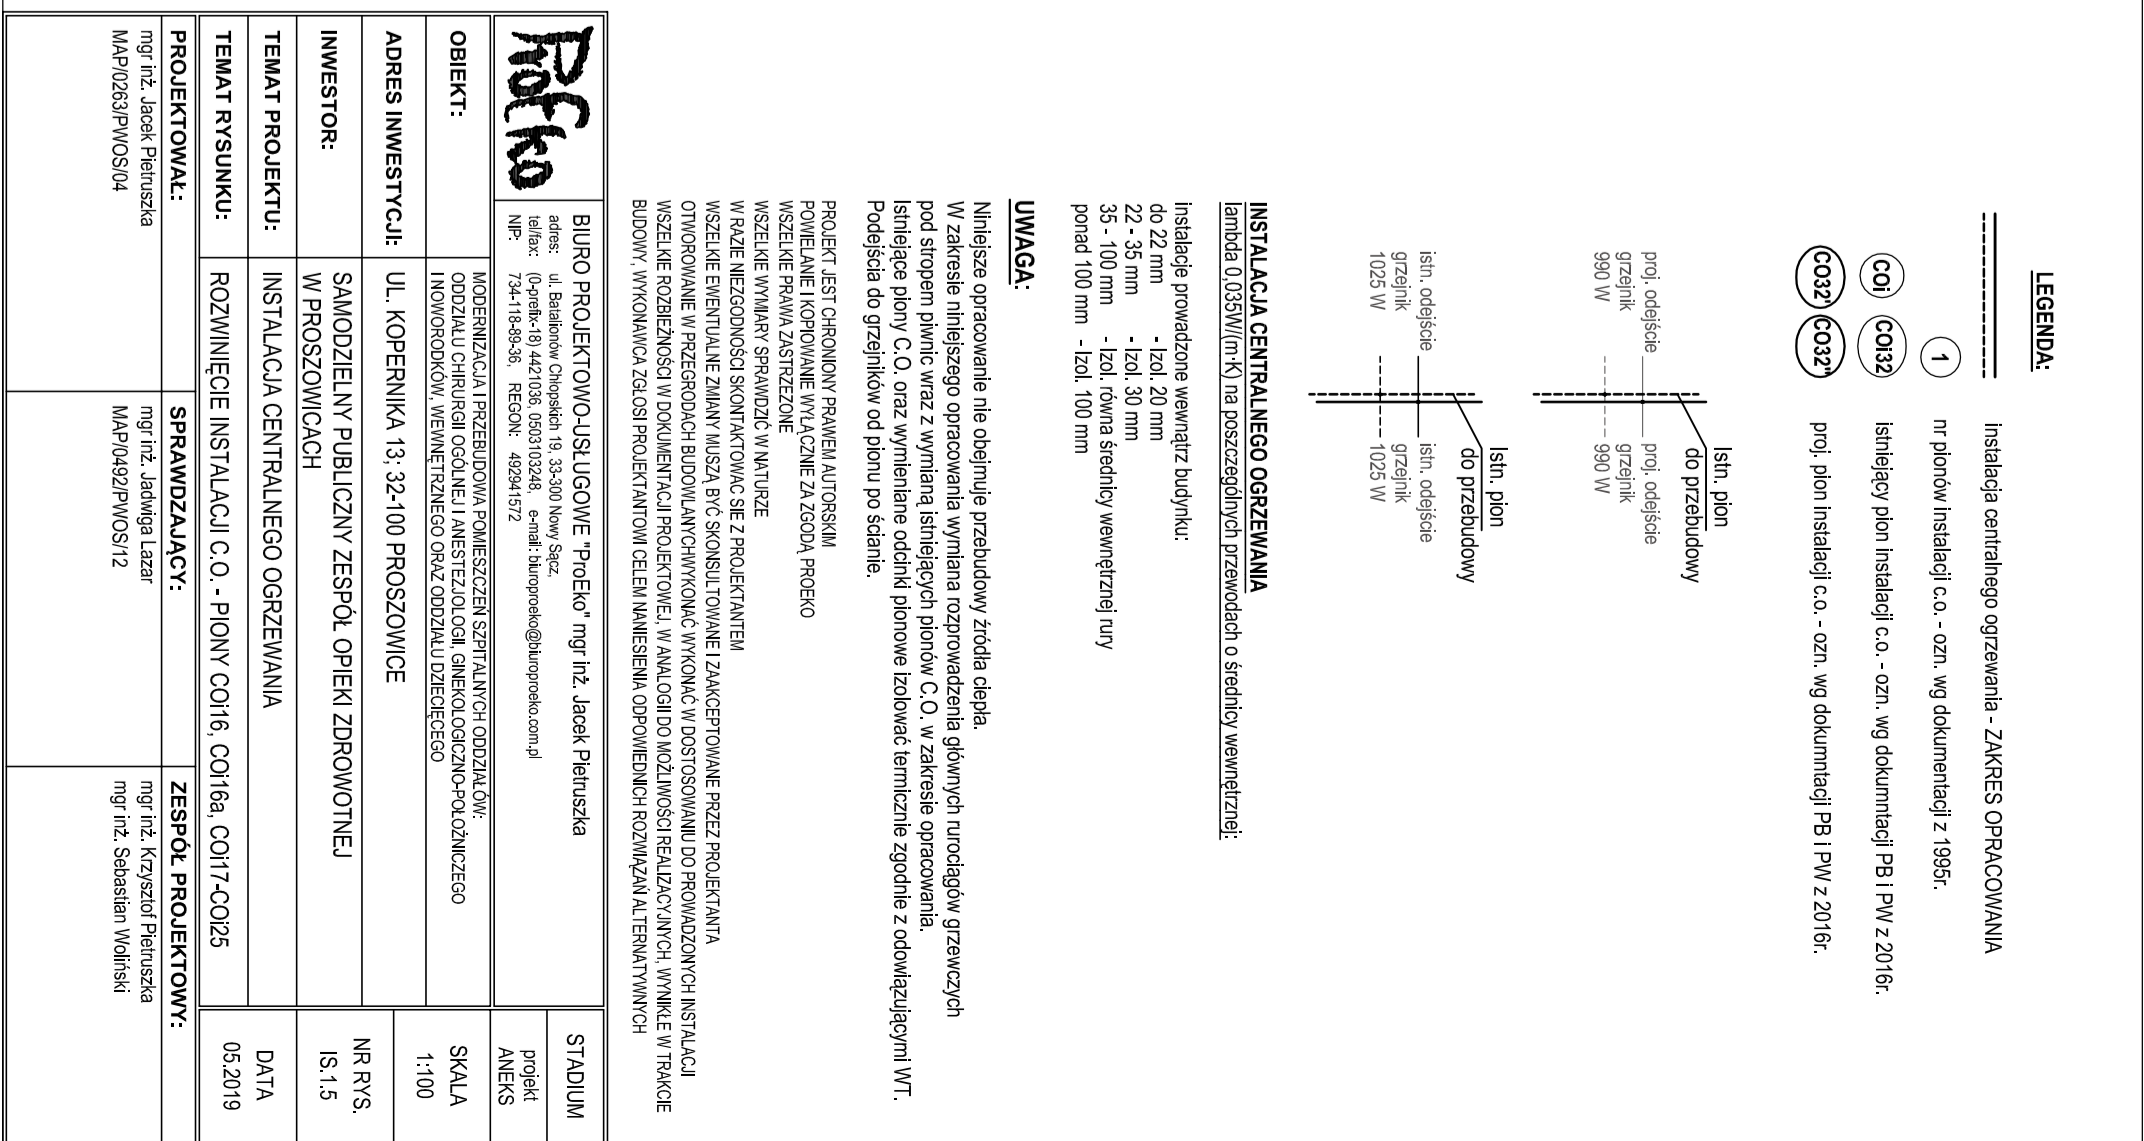 LEGENDA:
instalacja centralnego ogrzewania - ZAKRES OPRACOWANIA
1 nr pionów instalacji c.o. - ozn. wg dokumentacji z 1995r.
COi COi32 istniejący pion instalacji c.o. - ozn. wg dokumntacji PB i PW z 2016r.
CO32' CO32" proj. pion instalacji c.o. - ozn. wg dokumntacji PB i PW z 2016r.
Istn. pion
do przebudowy
proj. odejście proj. odejście
grzejnik grzejnik
990 W 990 W
Istn. pion
do przebudowy
istn. odejście istn. odejście
grzejnik grzejnik
1025 W 1025 W
INSTALACJA CENTRALNEGO OGRZEWANIA
lambda 0,035W/(m·K) na poszczególnych przewodach o średnicy wewnętrznej:
instalacje prowadzone wewnątrz budynku:
do 22 mm - Izol. 20 mm
22 - 35 mm - Izol. 30 mm
35 - 100 mm - Izol. równa średnicy wewnętrznej rury
ponad 100 mm - Izol. 100 mm
UWAGA:
Niniejsze opracowanie nie obejmuje przebudowy źródła ciepła.
W zakresie niniejszego opracowania wymiana rozprowadzenia głównych rurociągów grzewczych
pod stropem piwnic wraz z wymianą istniejących pionów C.O. w zakresie opracowania.
Istniejące piony C.O. oraz wymieniane odcinki pionowe izolować termicznie zgodnie z odowiązującymi WT.
Podejścia do grzejników od pionu po ścianie.
PROJEKT JEST CHRONIONY PRAWEM AUTORSKIM
POWIELANIE I KOPIOWANIE WYŁĄCZNIE ZA ZGODĄ PROEKO
WSZELKIE PRAWA ZASTRZEZONE
WSZELKIE WYMIARY SPRAWDZIĆ W NATURZE
W RAZIE NIEZGODNOŚCI SKONTAKTOWAC SIE Z PROJEKTANTEM
WSZELKIE EWENTUALNE ZMIANY MUSZĄ BYĆ SKONSULTOWANE I ZAAKCEPTOWANE PRZEZ PROJEKTANTA
OTWOROWANIE W PRZEGRODACH BUDOWLANYCHWYKONAĆ WYKONAĆ W DOSTOSOWANIU DO PROWADZONYCH INSTALACJI
WSZELKIE ROZBIEŻNOŚCI W DOKUMENTACJI PROJEKTOWEJ, W ANALOGII DO MOŻLIWOŚCI REALIZACYJNYCH, WYNIKŁE W TRAKCIE
BUDOWY, WYKONAWCA ZGŁOSI PROJEKTANTOWI CELEM NANIESIENIA ODPOWIEDNICH ROZWIĄZAŃ ALTERNATYWNYCH
ProEko
BIURO PROJEKTOWO-USŁUGOWE "ProEko" mgr inż. Jacek Pietruszka
adres: ul. Batalionów Chłopskich 19, 33-300 Nowy Sącz,
tel/fax: (0-prefix-18) 4421036, 0503103248, e-mail: biuroproeko@biuroproeko.com.pl
NIP: 734-118-89-36, REGON: 492941572
STADIUM
projekt
ANEKS
OBIEKT:
MODERNIZACJA I PRZEBUDOWA POMIESZCZEŃ SZPITALNYCH ODDZIAŁÓW:
ODDZIAŁU CHIRURGII OGÓLNEJ I ANESTEZJOLOGII, GINEKOLOGICZNO-POŁOŻNICZEGO
I NOWORODKÓW, WEWNĘTRZNEGO ORAZ ODDZIAŁU DZIECIĘCEGO
SKALA
1:100
ADRES INWESTYCJI: UL. KOPERNIKA 13; 32-100 PROSZOWICE
INWESTOR: SAMODZIELNY PUBLICZNY ZESPÓŁ OPIEKI ZDROWOTNEJ
W PROSZOWICACH
NR RYS.
IS.1.5
TEMAT PROJEKTU: INSTALACJA CENTRALNEGO OGRZEWANIA
TEMAT RYSUNKU: ROZWINIĘCIE INSTALACJI C.O. - PIONY COi16, COi16a, COi17-COi25
DATA
05.2019
PROJEKTOWAŁ: SPRAWDZAJĄCY: ZESPÓŁ PROJEKTOWY:
mgr inż. Jacek Pietruszka mgr inż. Jadwiga Lazar mgr inż. Krzysztof Pietruszka
MAP/0263/PWOS/04 MAP/0492/PWOS/12 mgr inż. Sebastian Woliński